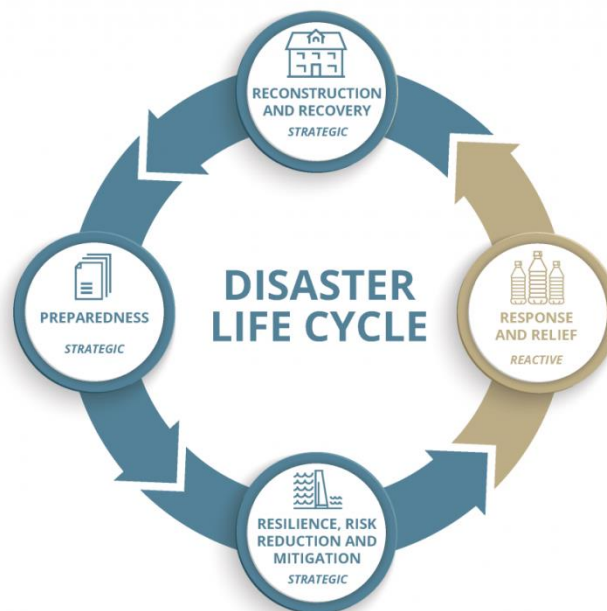 RECONSTRUCTION
AND RECOVERY
STRATEGIC
DISASTER
LIFE CYCLE
PREPAREDNESS
STRATEGIC
RESPONSE
AND RELIEF
REACTIVE
RESILIENCE, RISK
REDUCTION AND
MITIGATION
STRATEGIC